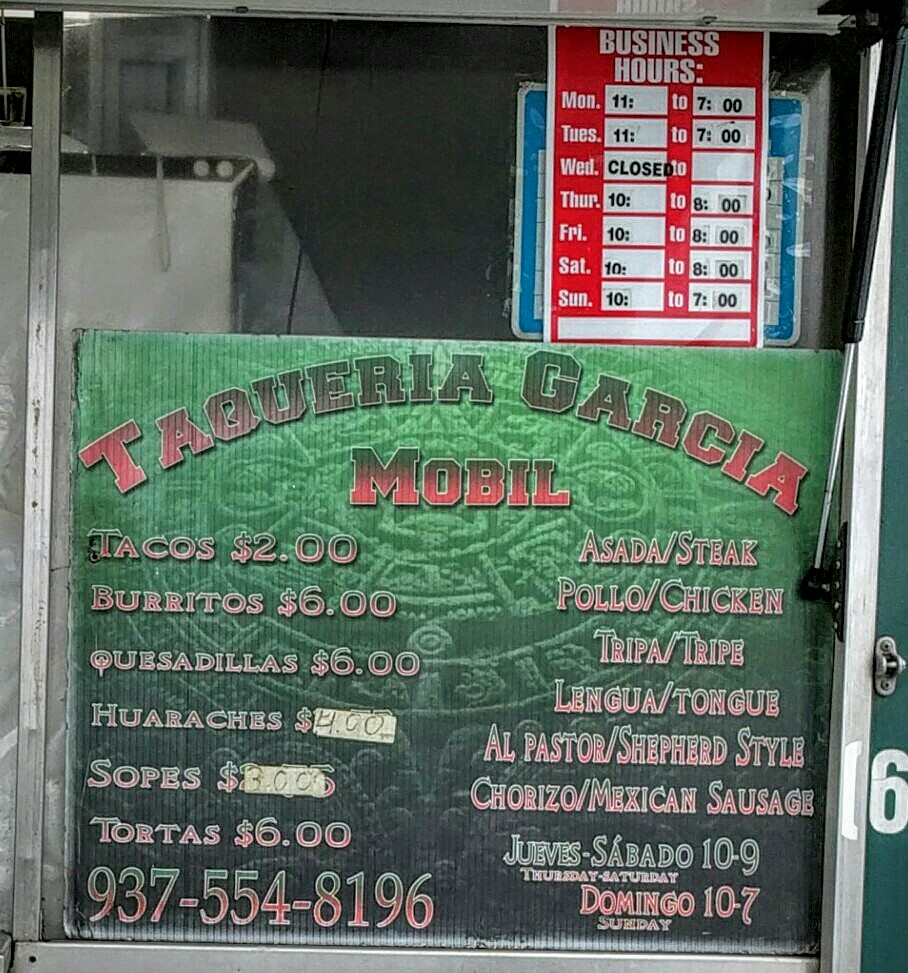 BUSINESS
HOURS:
Mon. 11: to 7: 00
Tues. 11: to 7: 00
Wed. CLOSED to
Thur. 10: to 8: 00
Fri. 10: to 8: 00
Sat. 10: to 8: 00
Sun. 10: to 7: 00
TAQUERIA GARCIA
MOBIL
TACOS $2.00
BURRITOS $6.00
QUESADILLAS $6.00
HUARACHES $4.00
SOPES $3.00
TORTAS $6.00
937-554-8196
ASADA/STEAK
POLLO/CHICKEN
TRIPA/TRIPE
LENGUA/TONGUE
AL PASTOR/SHEPHERD STYLE
CHORIZO/MEXICAN SAUSAGE
JUEVES-SÁBADO 10-9
THURSDAY-SATURDAY
DOMINGO 10-7
SUNDAY
6